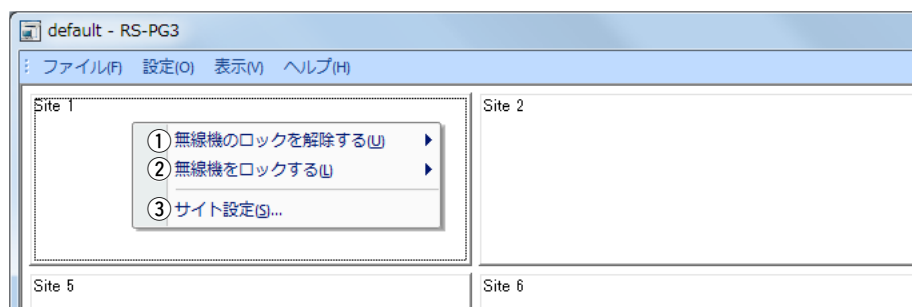 default - RS-PG3
ファイル(F) 設定(O) 表示(V) ヘルプ(H)
Site 1
Site 2
①無線機のロックを解除する(U)
②無線機をロックする(L)
③サイト設定(S)...
Site 5
Site 6